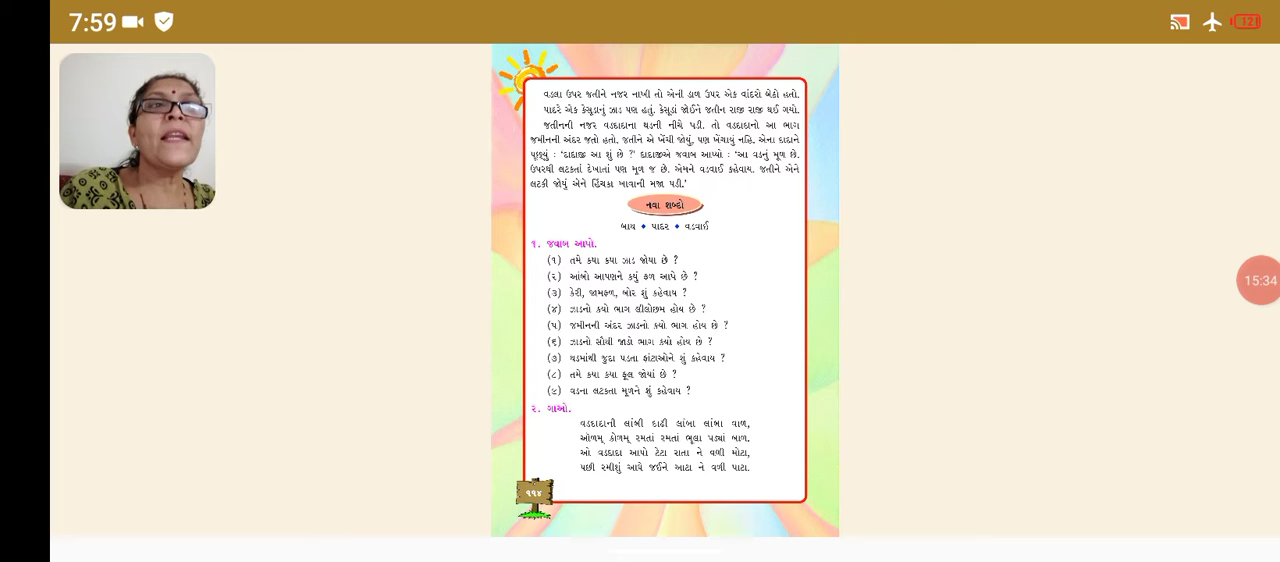 7:59
12
વડલા ઉપર જતીને નજર નાખી તો એની ડાળ ઉપર એક વાંદરો બેઠો હતો.
પાદરે એક કેસૂડાનું ઝાડ પણ હતું. કેસૂડાં જોઈને જતીન રાજી રાજી થઈ ગયો.
જતીનની નજર વડદાદાના થડની નીચે પડી. તો વડદાદાનો આ ભાગ
જમીનની અંદર જતો હતો. જતીને એ ખેંચી જોયું, પણ ખેંચાયું નહિ. એના દાદાને
પૂછ્યું : 'દાદાજી આ શું છે ?' દાદાજીએ જવાબ આપ્યો : 'આ વડનું મૂળ છે.
ઉપરથી લટકતાં દેખાતાં પણ મૂળ જ છે. એમને વડવાઈ કહેવાય. જતીને એને
લટકી જોયું એને હિંચકા ખાવાની મજા પડી.'
નવા શબ્દો
બાય ♦ પાદર ♦ વડવાઈ
૧. જવાબ આપો.
(૧) તમે કયા કયા ઝાડ જોયા છે ?
(૨) આંબો આપણને કયું ફળ આપે છે ?
(૩) કેરી, જામફળ, બોર શું કહેવાય ?
(૪) ઝાડનો કયો ભાગ લીલોછમ હોય છે ?
(૫) જમીનની અંદર ઝાડનો કયો ભાગ હોય છે ?
(૬) ઝાડનો સૌથી જાડો ભાગ કયો હોય છે ?
(૭) થડમાંથી જુદા પડતા ફાંટાઓને શું કહેવાય ?
(૮) તમે કયા કયા ફૂલ જોયાં છે ?
(૯) વડના લટકતા મૂળને શું કહેવાય ?
૨. ગાઓ.
વડદાદાની લાંબી દાઢી લાંબા લાંબા વાળ,
ઓળમ્ કોળમ્ રમતાં રમતાં ભૂલા પડ્યાં બાળ.
ઓ વડદાદા આપો ટેટા રાતા ને વળી મોટા,
પછી રમીશું આવે જઈને આટા ને વળી પાટા.
૧૧૪
15:34